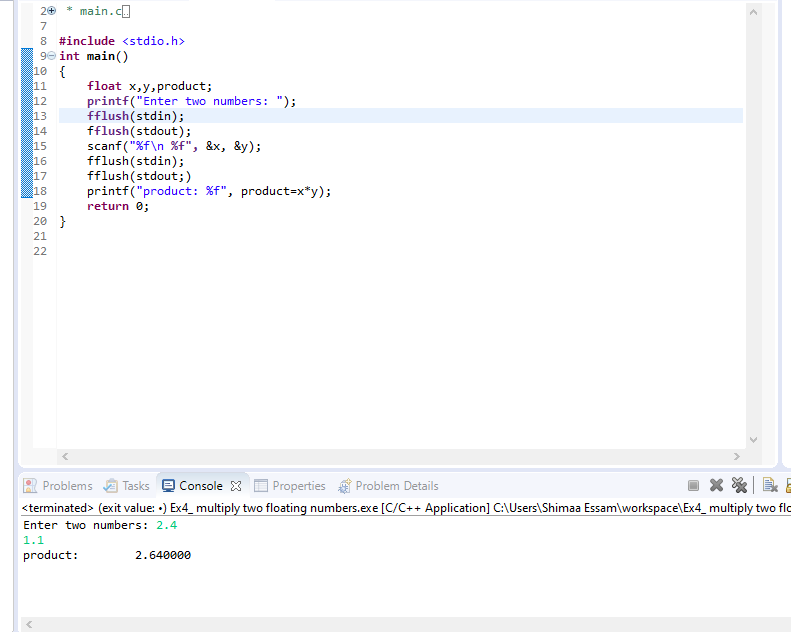 2 * main.c
7
8 #include <stdio.h>
9 int main()
10 {
11 float x,y,product;
12 printf("Enter two numbers: ");
13 fflush(stdin);
14 fflush(stdout);
15 scanf("%f\n %f", &x, &y);
16 fflush(stdin);
17 fflush(stdout;)
18 printf("product: %f", product=x*y);
19 return 0;
20 }
21
22
Problems Tasks Console Properties Problem Details
<terminated> (exit value: •) Ex4_ multiply two floating numbers.exe [C/C++ Application] C:\Users\Shimaa Essam\workspace\Ex4_ multiply two flo
Enter two numbers: 2.4
1.1
product: 2.640000